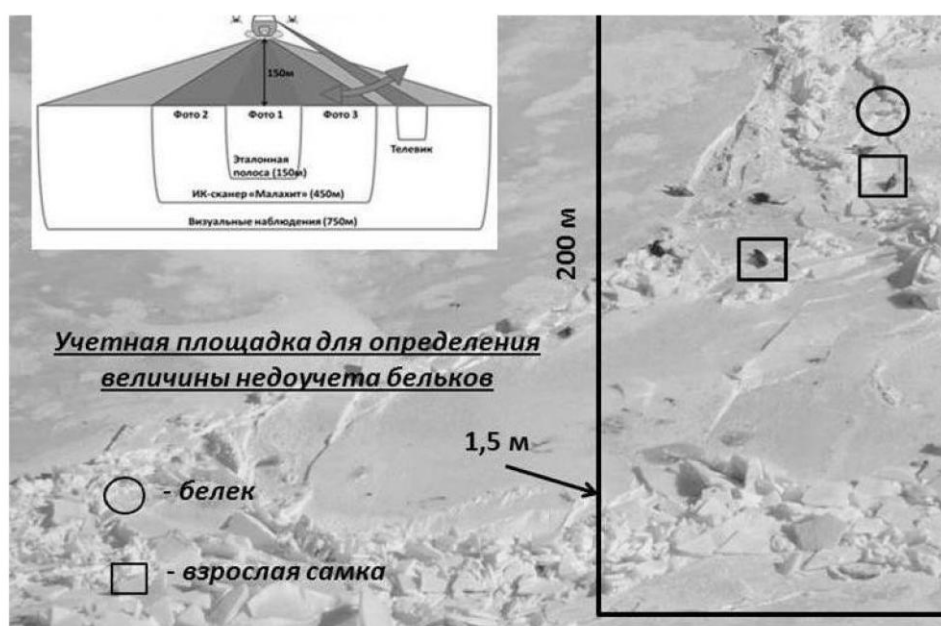 150м
Фото 2 Фото 1 Фото 3
Телевик
Эталонная
полоса (150м)
ИК-сканер «Малахит» (450м)
Визуальные наблюдения (750м)
200 м
Учетная площадка для определения
величины недоучета бельков
1,5 м
- белек
- взрослая самка